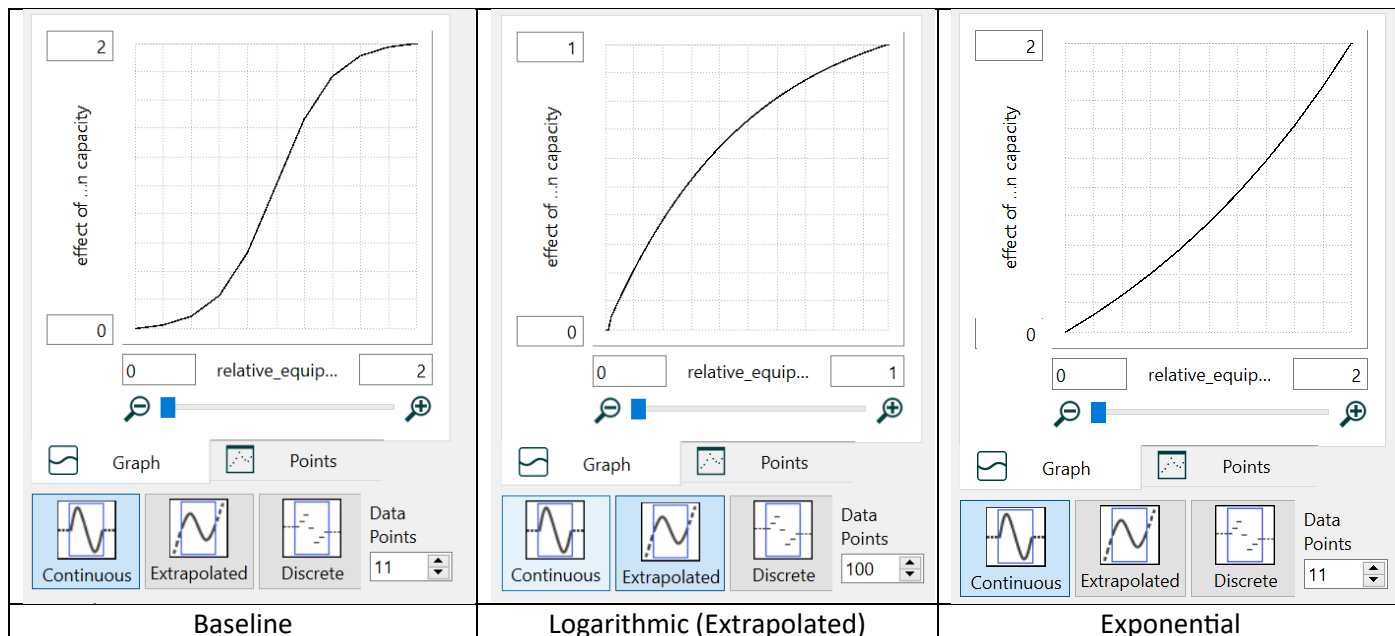 2
effect of ...n capacity
0
0
relative_equip...
2
Graph
Points
Continuous
Extrapolated
Discrete
Data
Points
11
Baseline
1
effect of ...n capacity
0
0
relative_equip...
1
Graph
Points
Continuous
Extrapolated
Discrete
Data
Points
100
Logarithmic (Extrapolated)
2
effect of ...n capacity
0
0
relative_equip...
2
Graph
Points
Continuous
Extrapolated
Discrete
Data
Points
11
Exponential